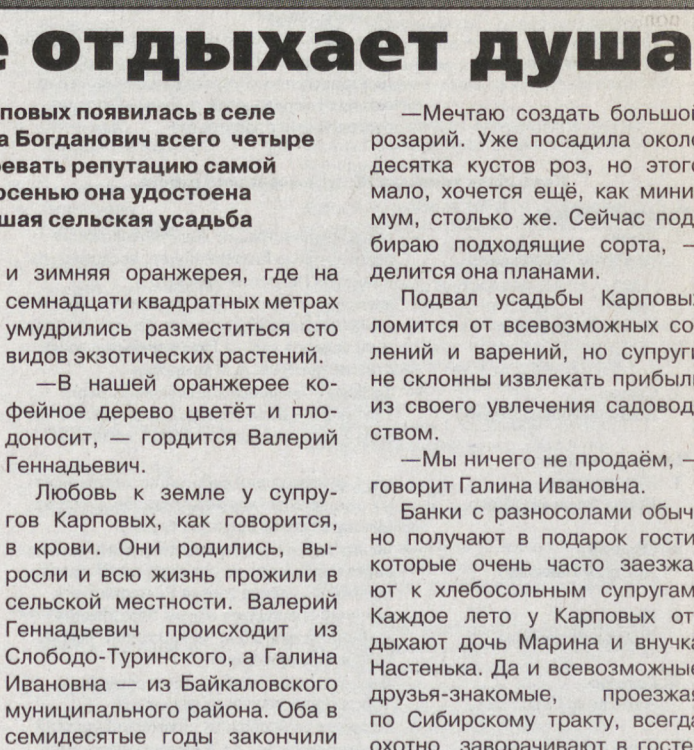 е отдыхает душа
повых появилась в селе
а Богданович всего четыре
оевать репутацию самой
осенью она удостоена
шая сельская усадьба
и зимняя оранжерея, где на
семнадцати квадратных метрах
умудрились разместиться сто
видов экзотических растений.
—В нашей оранжерее ко-
фейное дерево цветёт и пло-
доносит, — гордится Валерий
Геннадьевич.
Любовь к земле у супру-
гов Карповых, как говорится,
в крови. Они родились, вы-
росли и всю жизнь прожили в
сельской местности. Валерий
Геннадьевич происходит из
Слободо-Туринского, а Галина
Ивановна — из Байкаловского
муниципального района. Оба в
семидесятые годы закончили
—Мечтаю создать большой
розарий. Уже посадила около
десятка кустов роз, но этого
мало, хочется ещё, как мини-
мум, столько же. Сейчас под-
бираю подходящие сорта, —
делится она планами.
Подвал усадьбы Карповых
ломится от всевозможных со-
лений и варений, но супруги
не склонны извлекать прибыль
из своего увлечения садовод-
ством.
—Мы ничего не продаём, —
говорит Галина Ивановна.
Банки с разносолами обыч-
но получают в подарок гости,
которые очень часто заезжа-
ют к хлебосольным супругам.
Каждое лето у Карповых от-
дыхают дочь Марина и внучка
Настенька. Да и всевозможные
друзья-знакомые, проезжая
по Сибирскому тракту, всегда
охотно заворачивают в госте-